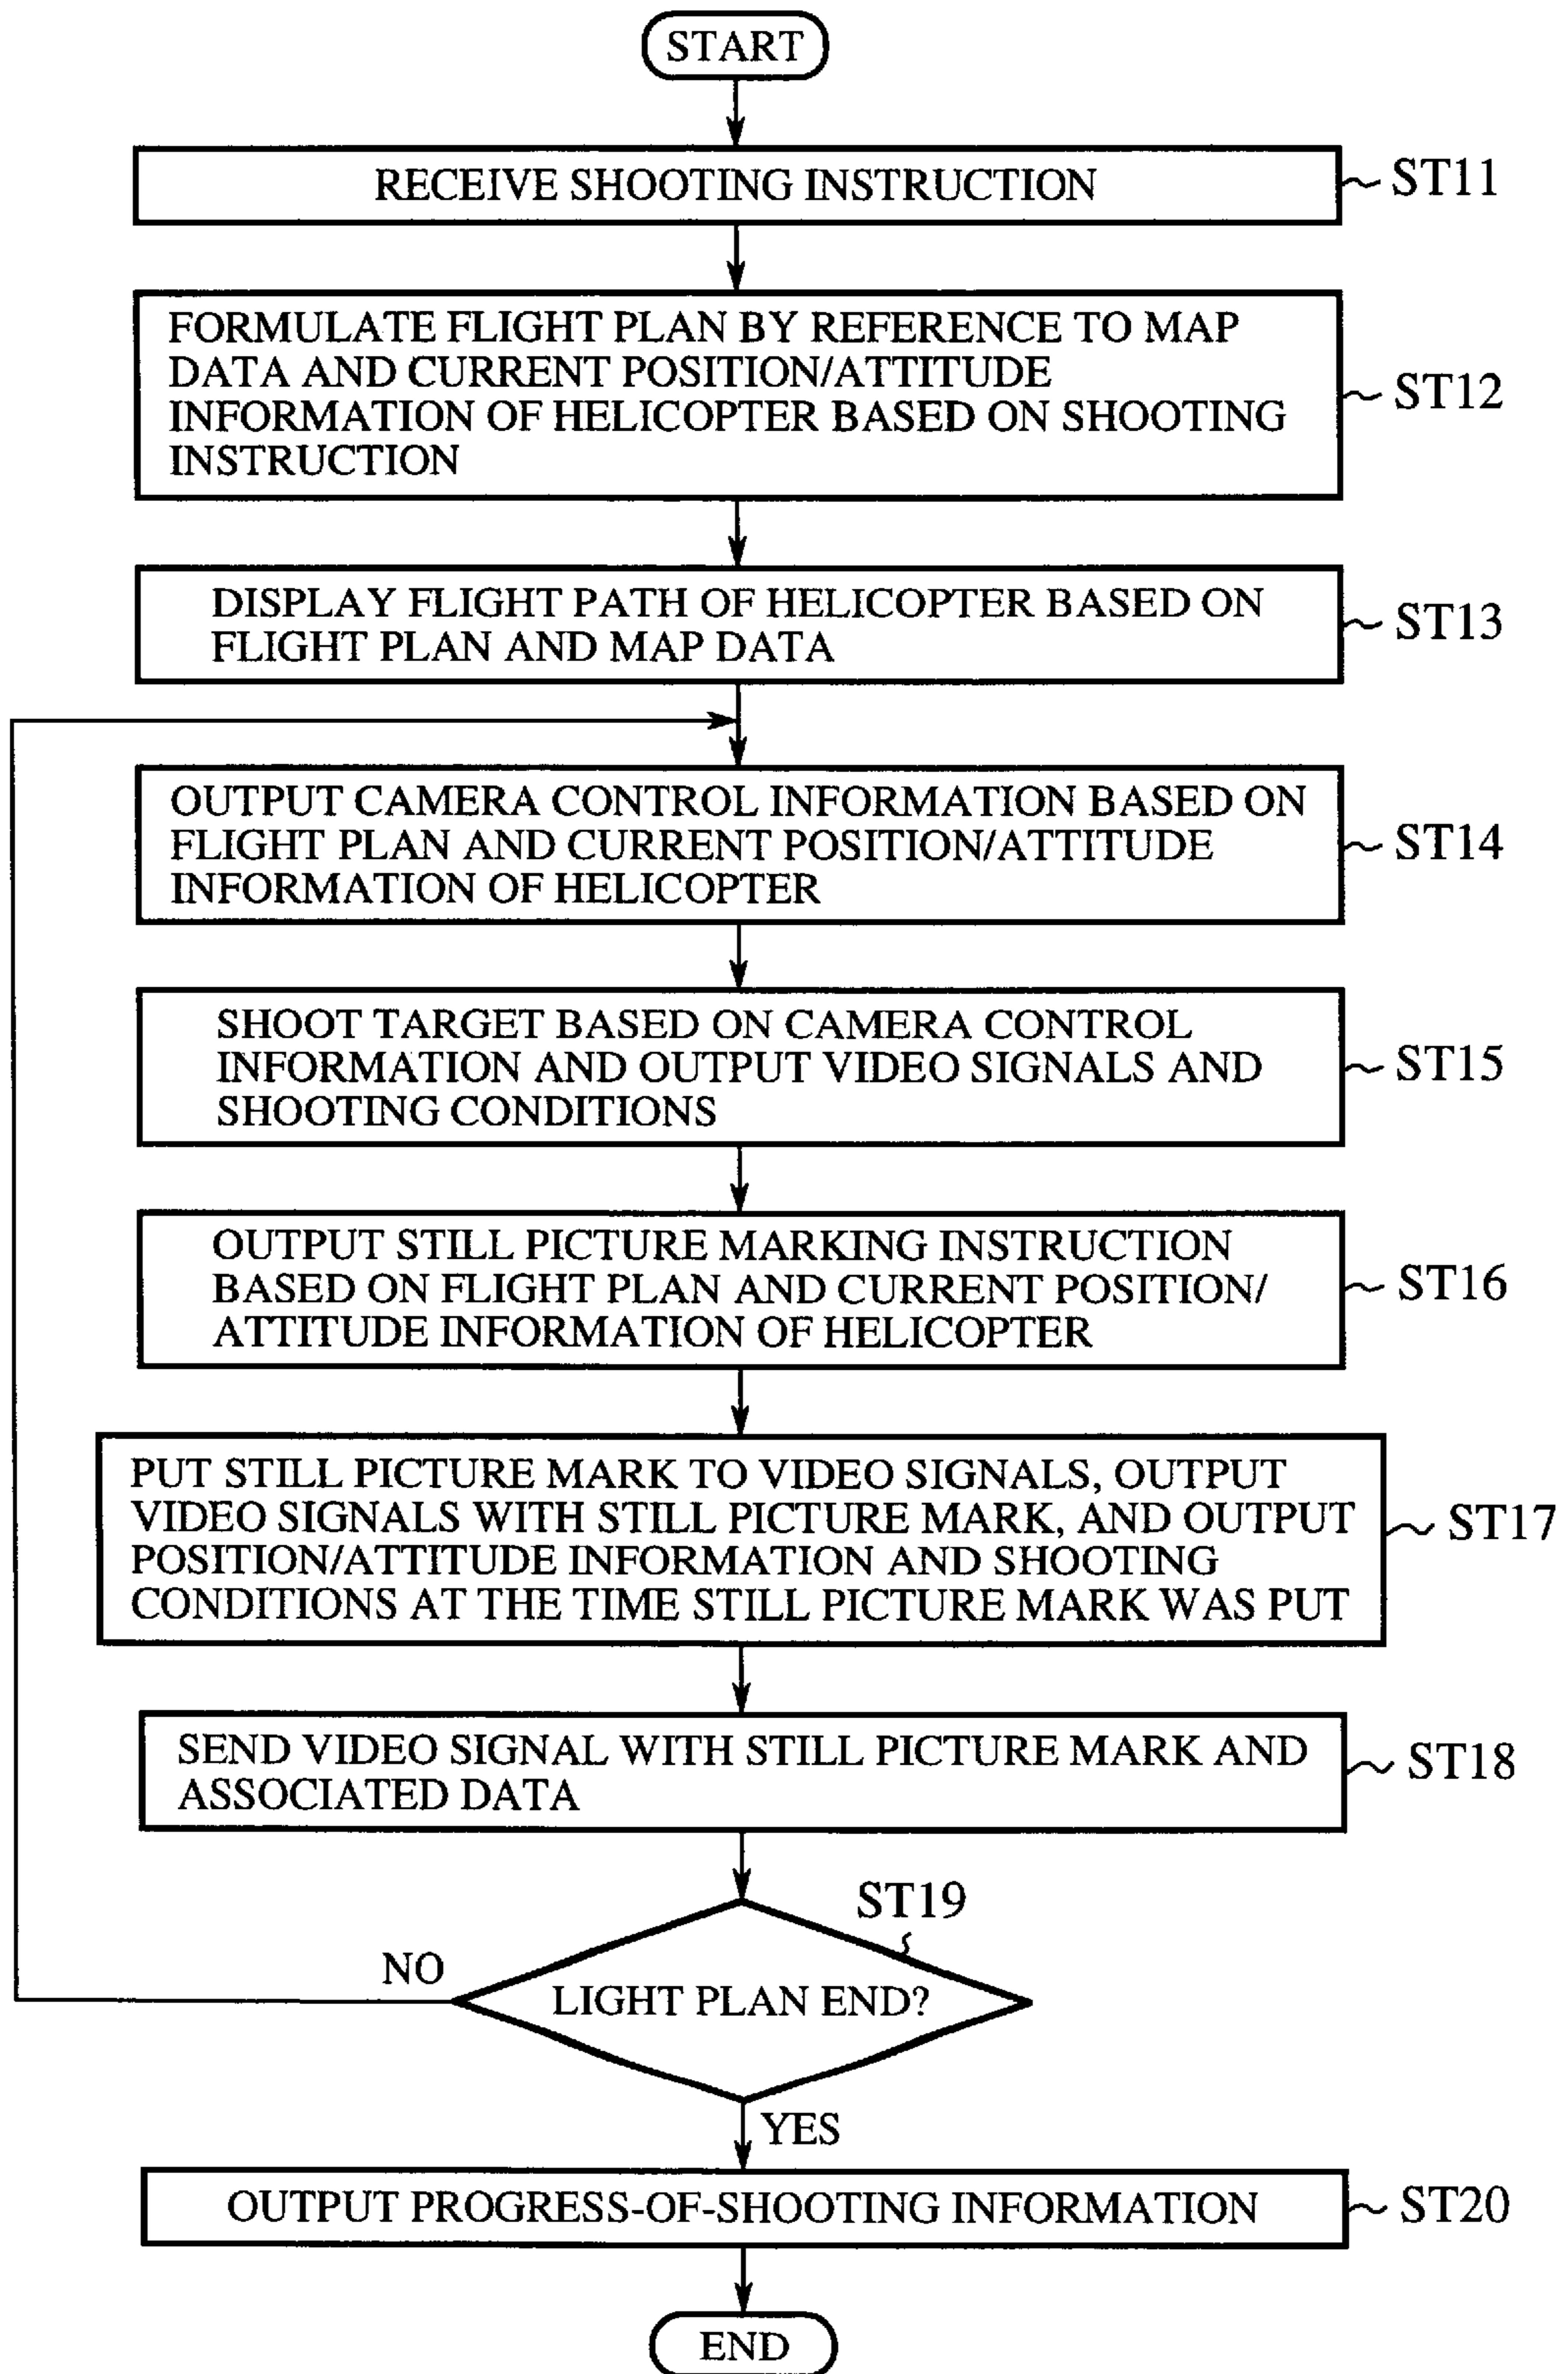 START
RECEIVE SHOOTING INSTRUCTION
ST11
FORMULATE FLIGHT PLAN BY REFERENCE TO MAP
DATA AND CURRENT POSITION/ATTITUDE
INFORMATION OF HELICOPTER BASED ON SHOOTING
INSTRUCTION
ST12
DISPLAY FLIGHT PATH OF HELICOPTER BASED ON
FLIGHT PLAN AND MAP DATA
ST13
OUTPUT CAMERA CONTROL INFORMATION BASED ON
FLIGHT PLAN AND CURRENT POSITION/ATTITUDE
INFORMATION OF HELICOPTER
ST14
SHOOT TARGET BASED ON CAMERA CONTROL
INFORMATION AND OUTPUT VIDEO SIGNALS AND
SHOOTING CONDITIONS
ST15
OUTPUT STILL PICTURE MARKING INSTRUCTION
BASED ON FLIGHT PLAN AND CURRENT POSITION/
ATTITUDE INFORMATION OF HELICOPTER
ST16
PUT STILL PICTURE MARK TO VIDEO SIGNALS, OUTPUT
VIDEO SIGNALS WITH STILL PICTURE MARK, AND OUTPUT
POSITION/ATTITUDE INFORMATION AND SHOOTING
CONDITIONS AT THE TIME STILL PICTURE MARK WAS PUT
ST17
SEND VIDEO SIGNAL WITH STILL PICTURE MARK AND
ASSOCIATED DATA
ST18
ST19
NO
LIGHT PLAN END?
YES
OUTPUT PROGRESS-OF-SHOOTING INFORMATION
ST20
END